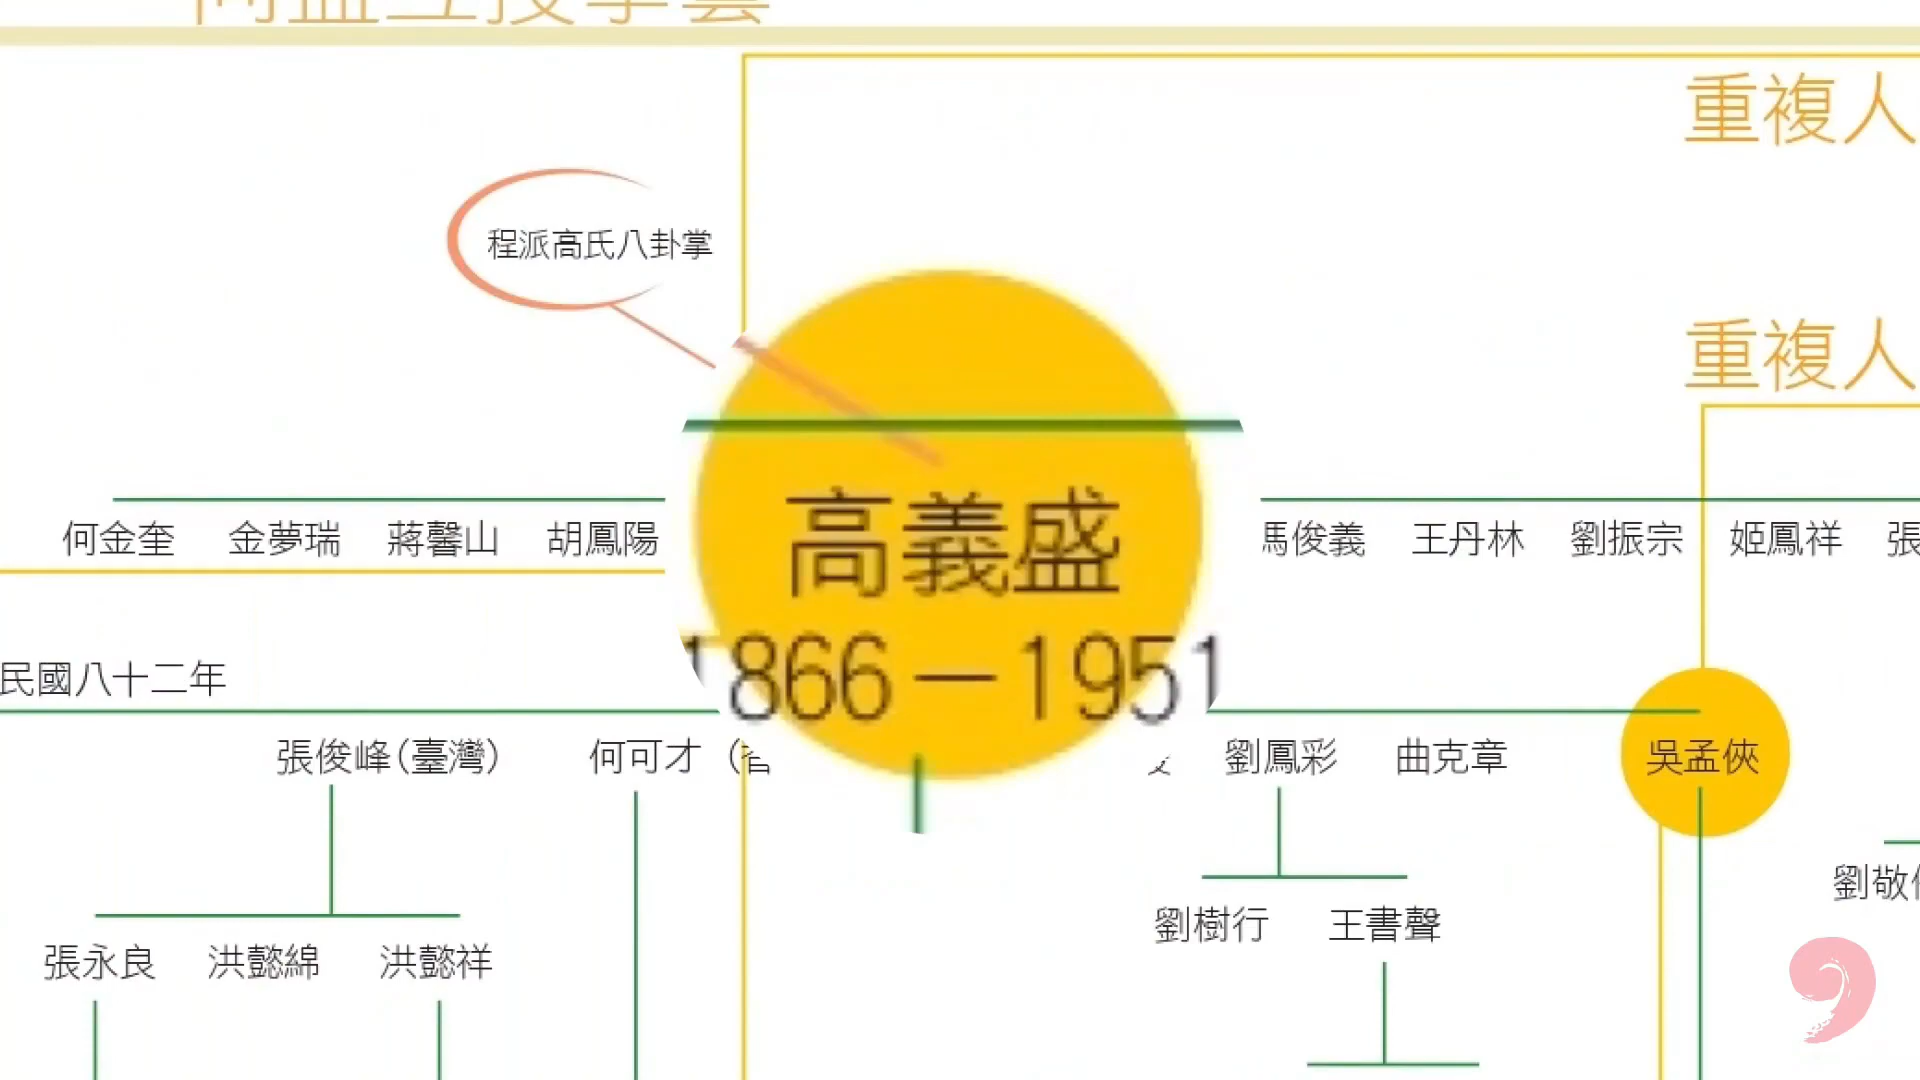 重複人
程派高氏八卦掌
重複人
高義盛
1866－1951
何金奎 金夢瑞 蔣馨山 胡鳳陽 馬俊義 王丹林 劉振宗 姬鳳祥 張
民國八十二年
張俊峰(臺灣) 何可才 劉鳳彩 曲克章 吳孟俠
劉敬
劉樹行 王書聲
張永良 洪懿綿 洪懿祥